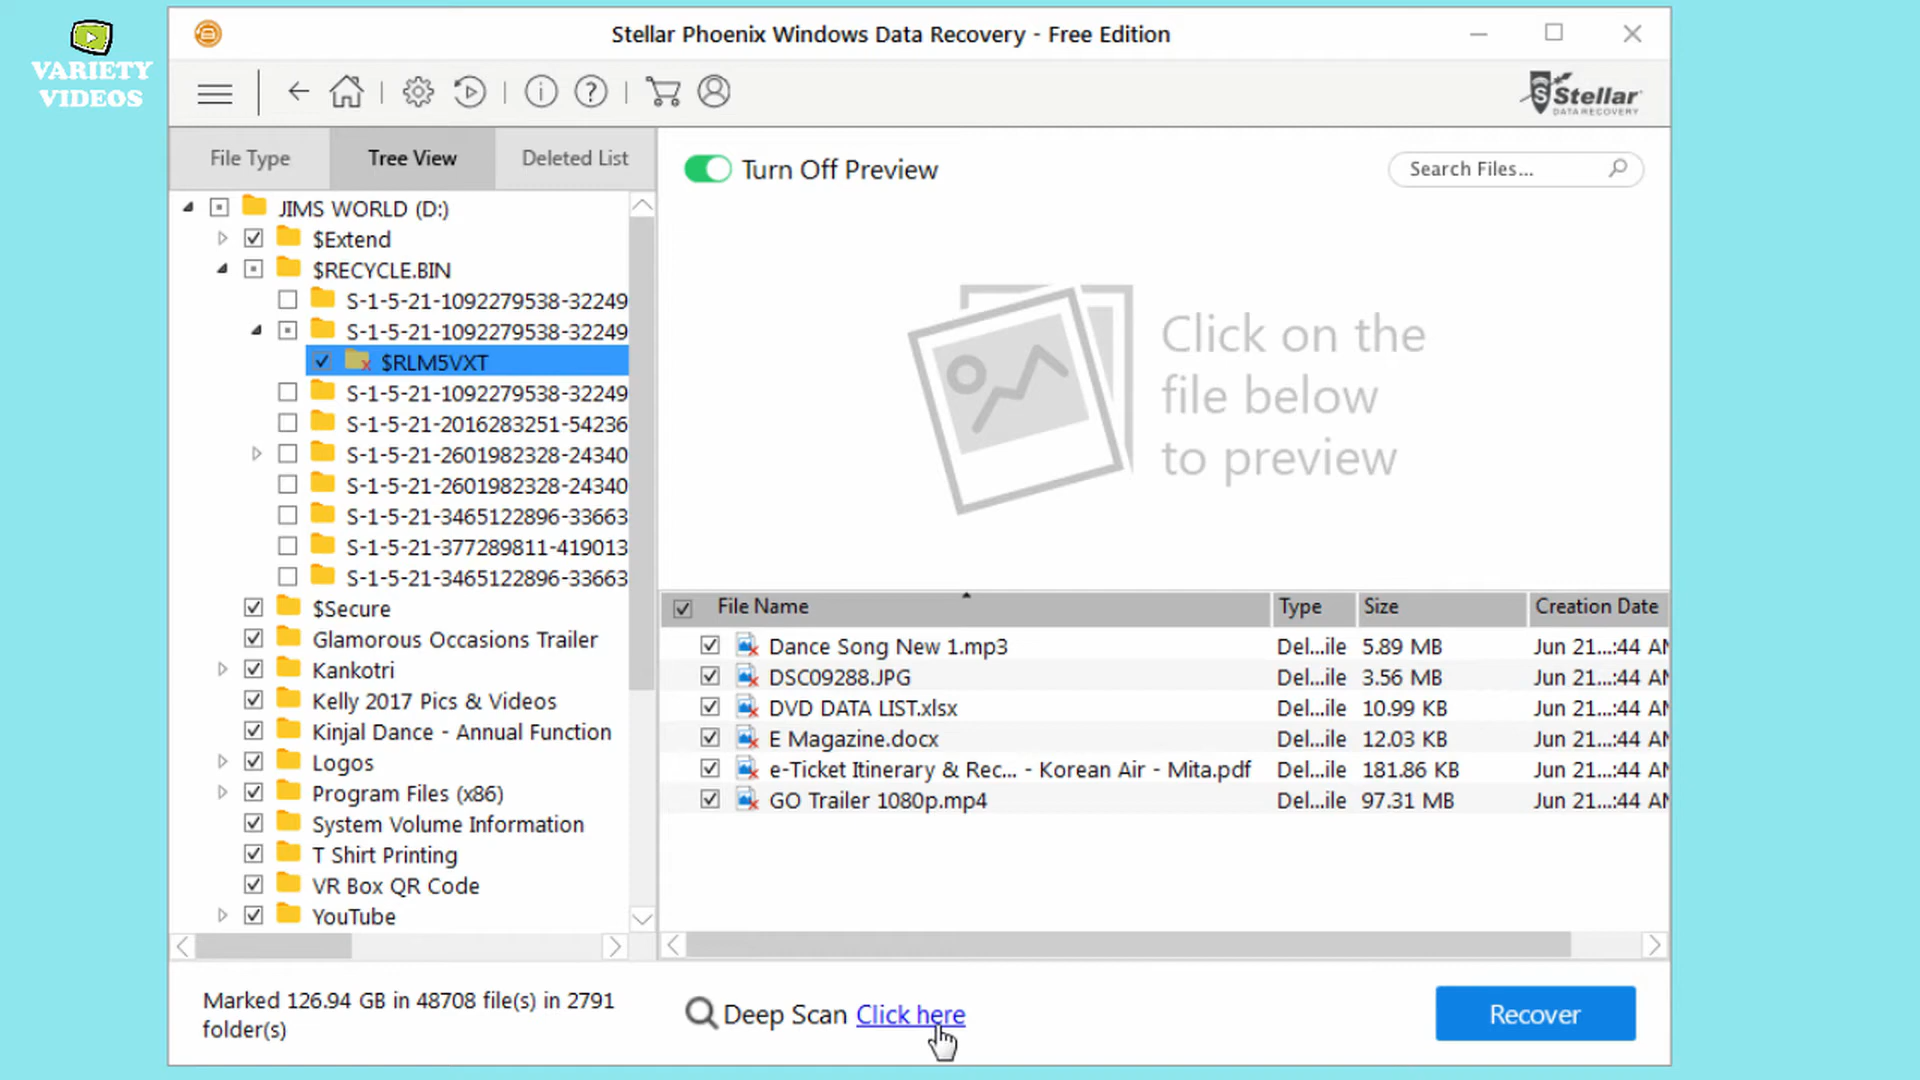 VARIETY
VIDEOS
Stellar Phoenix Windows Data Recovery - Free Edition
Stellar
DATA RECOVERY
File Type
Tree View
Deleted List
Turn Off Preview
Search Files...
JIMS WORLD (D:)
$Extend
$RECYCLE.BIN
S-1-5-21-1092279538-32249
S-1-5-21-1092279538-32249
$RLM5VXT
S-1-5-21-1092279538-32249
S-1-5-21-2016283251-54236
S-1-5-21-2601982328-24340
S-1-5-21-2601982328-24340
S-1-5-21-3465122896-33663
S-1-5-21-377289811-419013
S-1-5-21-3465122896-33663
$Secure
Glamorous Occasions Trailer
Kankotri
Kelly 2017 Pics & Videos
Kinjal Dance - Annual Function
Logos
Program Files (x86)
System Volume Information
T Shirt Printing
VR Box QR Code
YouTube
Click on the
file below
to preview
File Name Type Size Creation Date
Dance Song New 1.mp3 Del...ile 5.89 MB Jun 21...:44 AM
DSC09288.JPG Del...ile 3.56 MB Jun 21...:44 AM
DVD DATA LIST.xlsx Del...ile 10.99 KB Jun 21...:44 AM
E Magazine.docx Del...ile 12.03 KB Jun 21...:44 AM
e-Ticket Itinerary & Rec... - Korean Air - Mita.pdf Del...ile 181.86 KB Jun 21...:44 AM
GO Trailer 1080p.mp4 Del...ile 97.31 MB Jun 21...:44 AM
Marked 126.94 GB in 48708 file(s) in 2791
folder(s)
Deep Scan Click here
Recover